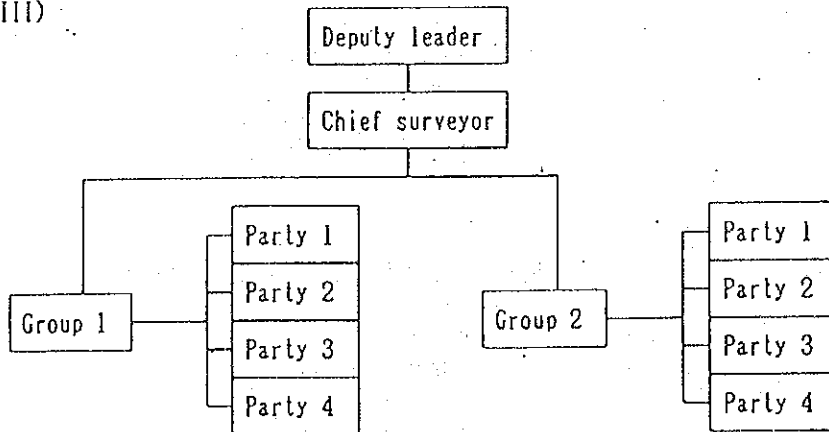 III)
Deputy leader
Chief surveyor
Party 1
Party 2
Group 1
Party 3
Party 4
Party 1
Party 2
Group 2
Party 3
Party 4